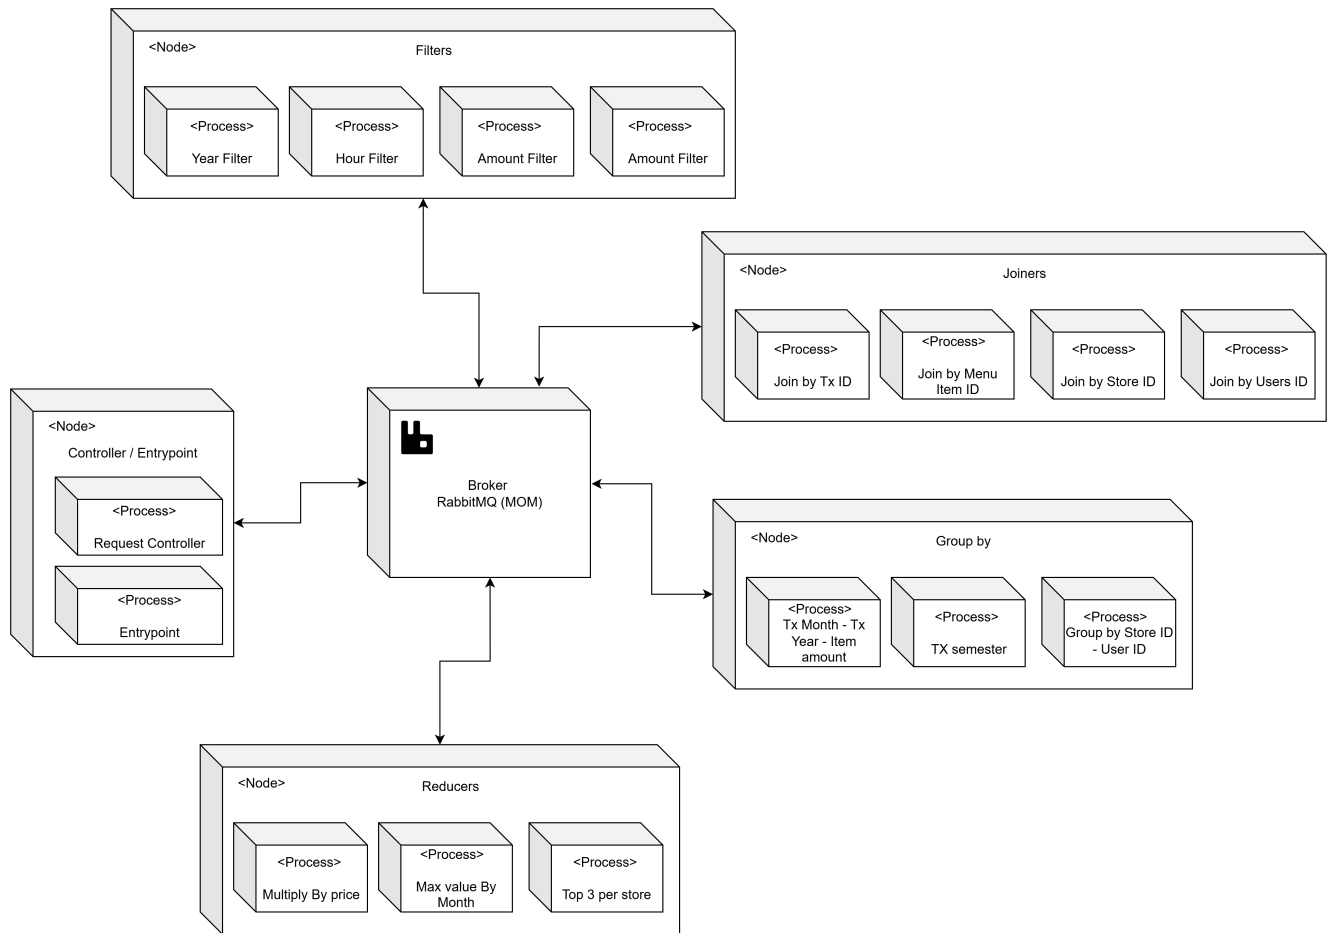 <Node>
Filters
<Process>
Year Filter
<Process>
Hour Filter
<Process>
Amount Filter
<Process>
Amount Filter
<Node>
Joiners
<Process>
Join by Tx ID
<Process>
Join by Menu
Item ID
<Process>
Join by Store ID
<Process>
Join by Users ID
<Node>
Controller / Entrypoint
<Process>
Request Controller
<Process>
Entrypoint
Broker
RabbitMQ (MOM)
<Node>
Group by
<Process>
Tx Month - Tx
Year - Item
amount
<Process>
TX semester
<Process>
Group by Store ID
- User ID
<Node>
Reducers
<Process>
Multiply By price
<Process>
Max value By
Month
<Process>
Top 3 per store